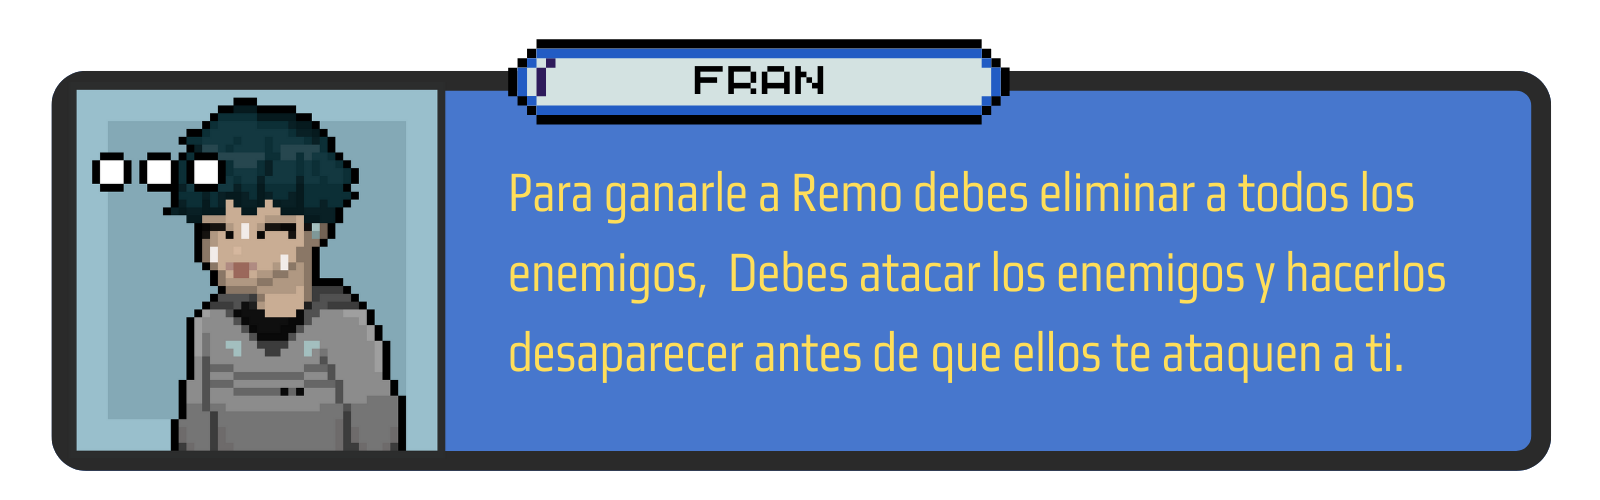 FRAN
Para ganarle a Remo debes eliminar a todos los
enemigos,  Debes atacar los enemigos y hacerlos
desaparecer antes de que ellos te ataquen a ti.